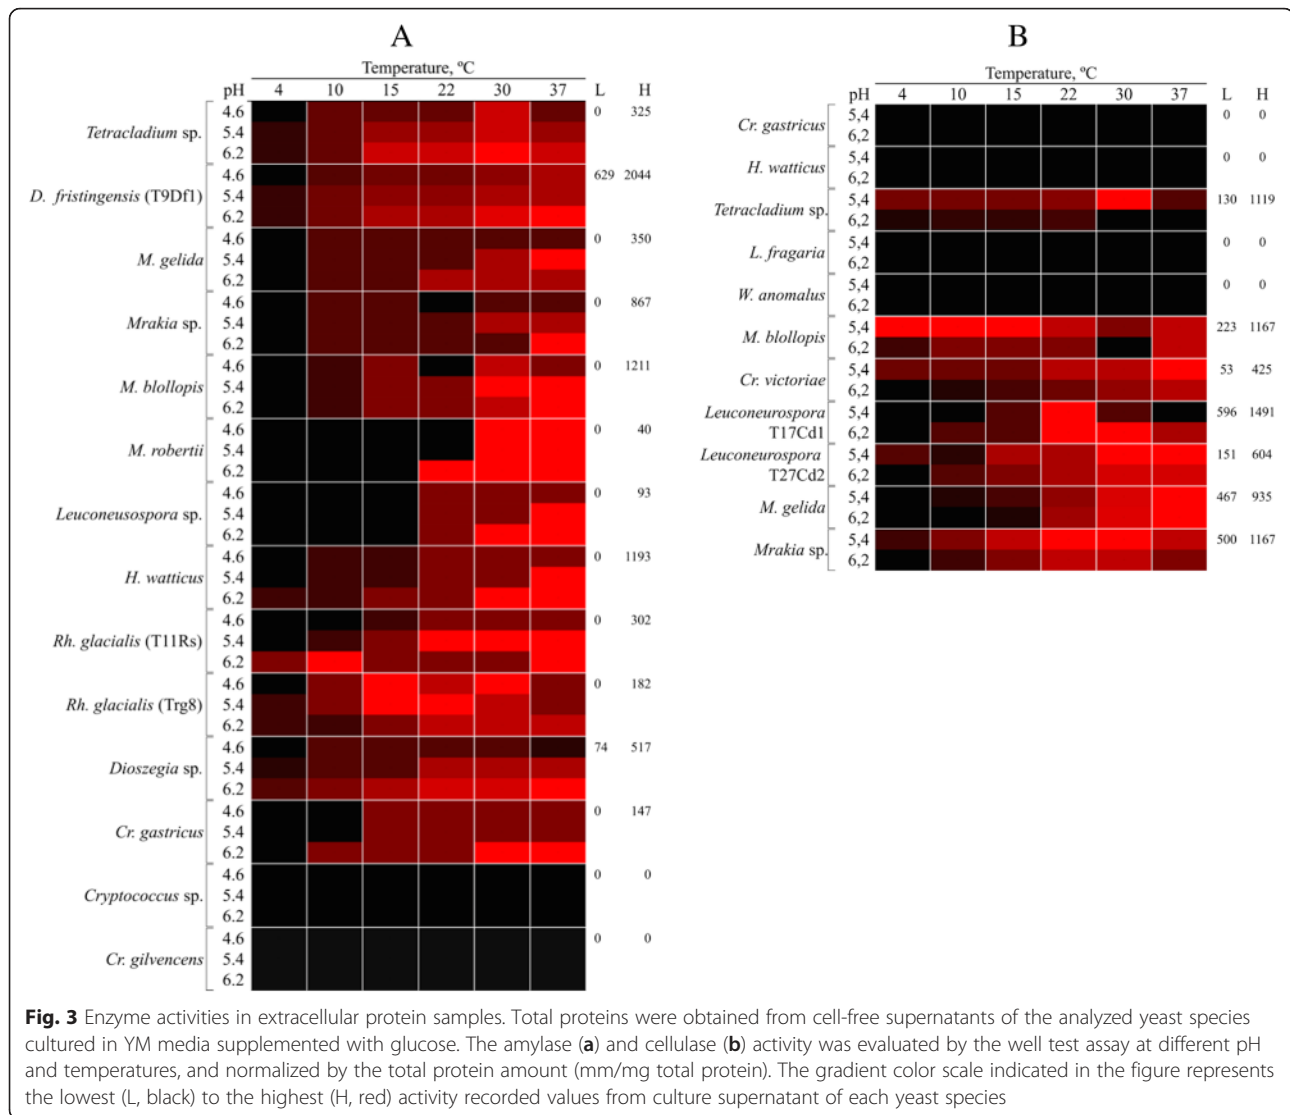 A
Temperature, ºC
pH 4 10 15 22 30 37 L H
Tetracladium sp. 4.6 0 325
5.4
6.2
D. fristingensis (T9Df1) 4.6 629 2044
5.4
6.2
M. gelida 4.6 0 350
5.4
6.2
Mrakia sp. 4.6 0 867
5.4
6.2
M. blollopis 4.6 0 1211
5.4
6.2
M. robertii 4.6 0 40
5.4
6.2
Leuconeusospora sp. 4.6 0 93
5.4
6.2
H. watticus 4.6 0 1193
5.4
6.2
Rh. glacialis (T11Rs) 4.6 0 302
5.4
6.2
Rh. glacialis (Trg8) 4.6 0 182
5.4
6.2
Dioszegia sp. 4.6 74 517
5.4
6.2
Cr. gastricus 4.6 0 147
5.4
6.2
Cryptococcus sp. 4.6 0 0
5.4
6.2
Cr. gilvencens 4.6 0 0
5.4
6.2
B
Temperature, ºC
pH 4 10 15 22 30 37 L H
Cr. gastricus 5,4 0 0
6,2
H. watticus 5,4 0 0
6,2
Tetracladium sp. 5,4 130 1119
6,2
L. fragaria 5,4 0 0
6,2
W. anomalus 5,4 0 0
6,2
M. blollopis 5,4 223 1167
6,2
Cr. victoriae 5,4 53 425
6,2
Leuconeurospora 5,4 596 1491
T17Cd1 6,2
Leuconeurospora 5,4 151 604
T27Cd2 6,2
M. gelida 5,4 467 935
6,2
Mrakia sp. 5,4 500 1167
6,2
Fig. 3 Enzyme activities in extracellular protein samples. Total proteins were obtained from cell-free supernatants of the analyzed yeast species
cultured in YM media supplemented with glucose. The amylase (a) and cellulase (b) activity was evaluated by the well test assay at different pH
and temperatures, and normalized by the total protein amount (mm/mg total protein). The gradient color scale indicated in the figure represents
the lowest (L, black) to the highest (H, red) activity recorded values from culture supernatant of each yeast species